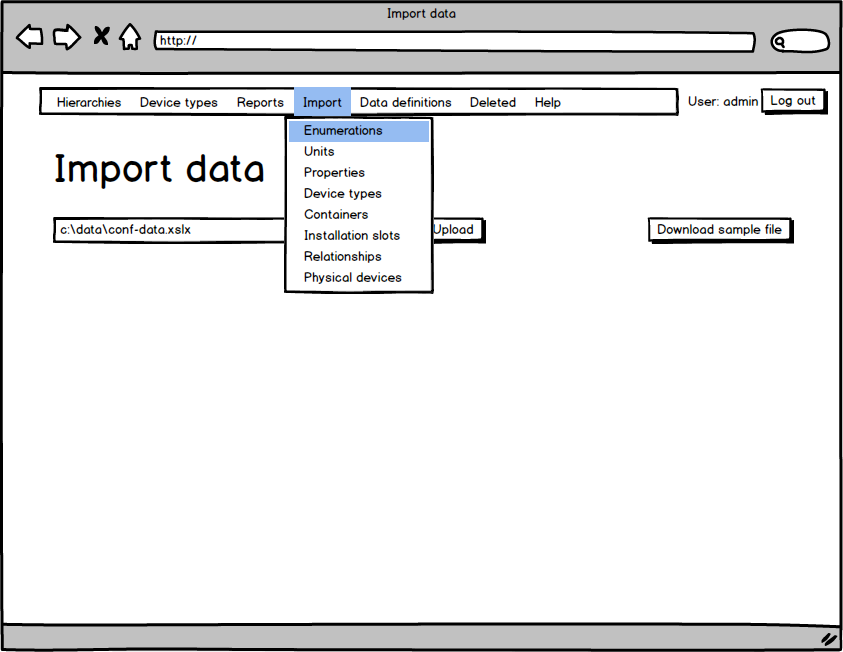 Import data
http://
Hierarchies Device types Reports Import Data definitions Deleted Help User: admin Log out
Enumerations
Units
Import data
Properties
Device types
Containers
c:\data\conf-data.xslx Upload Download sample file
Installation slots
Relationships
Physical devices